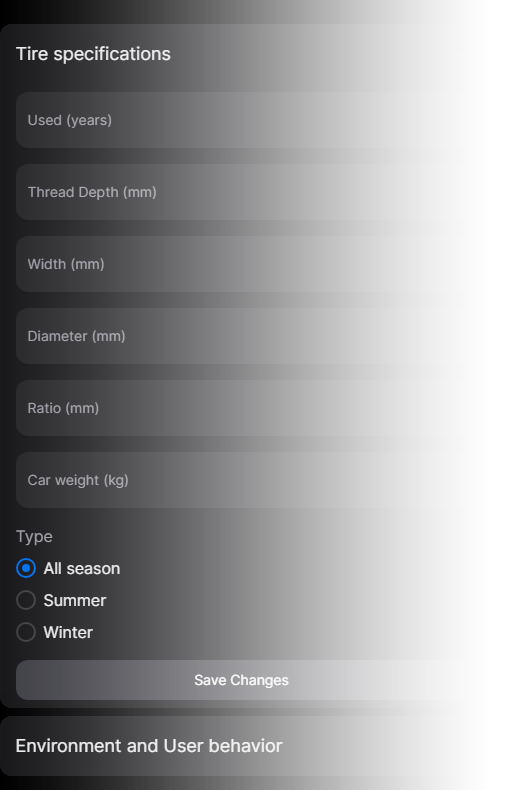 Tire specifications
Used (years)
Thread Depth (mm)
Width (mm)
Diameter (mm)
Ratio (mm)
Car weight (kg)
Type
All season
Summer
Winter
Save Changes
Environment and User behavior